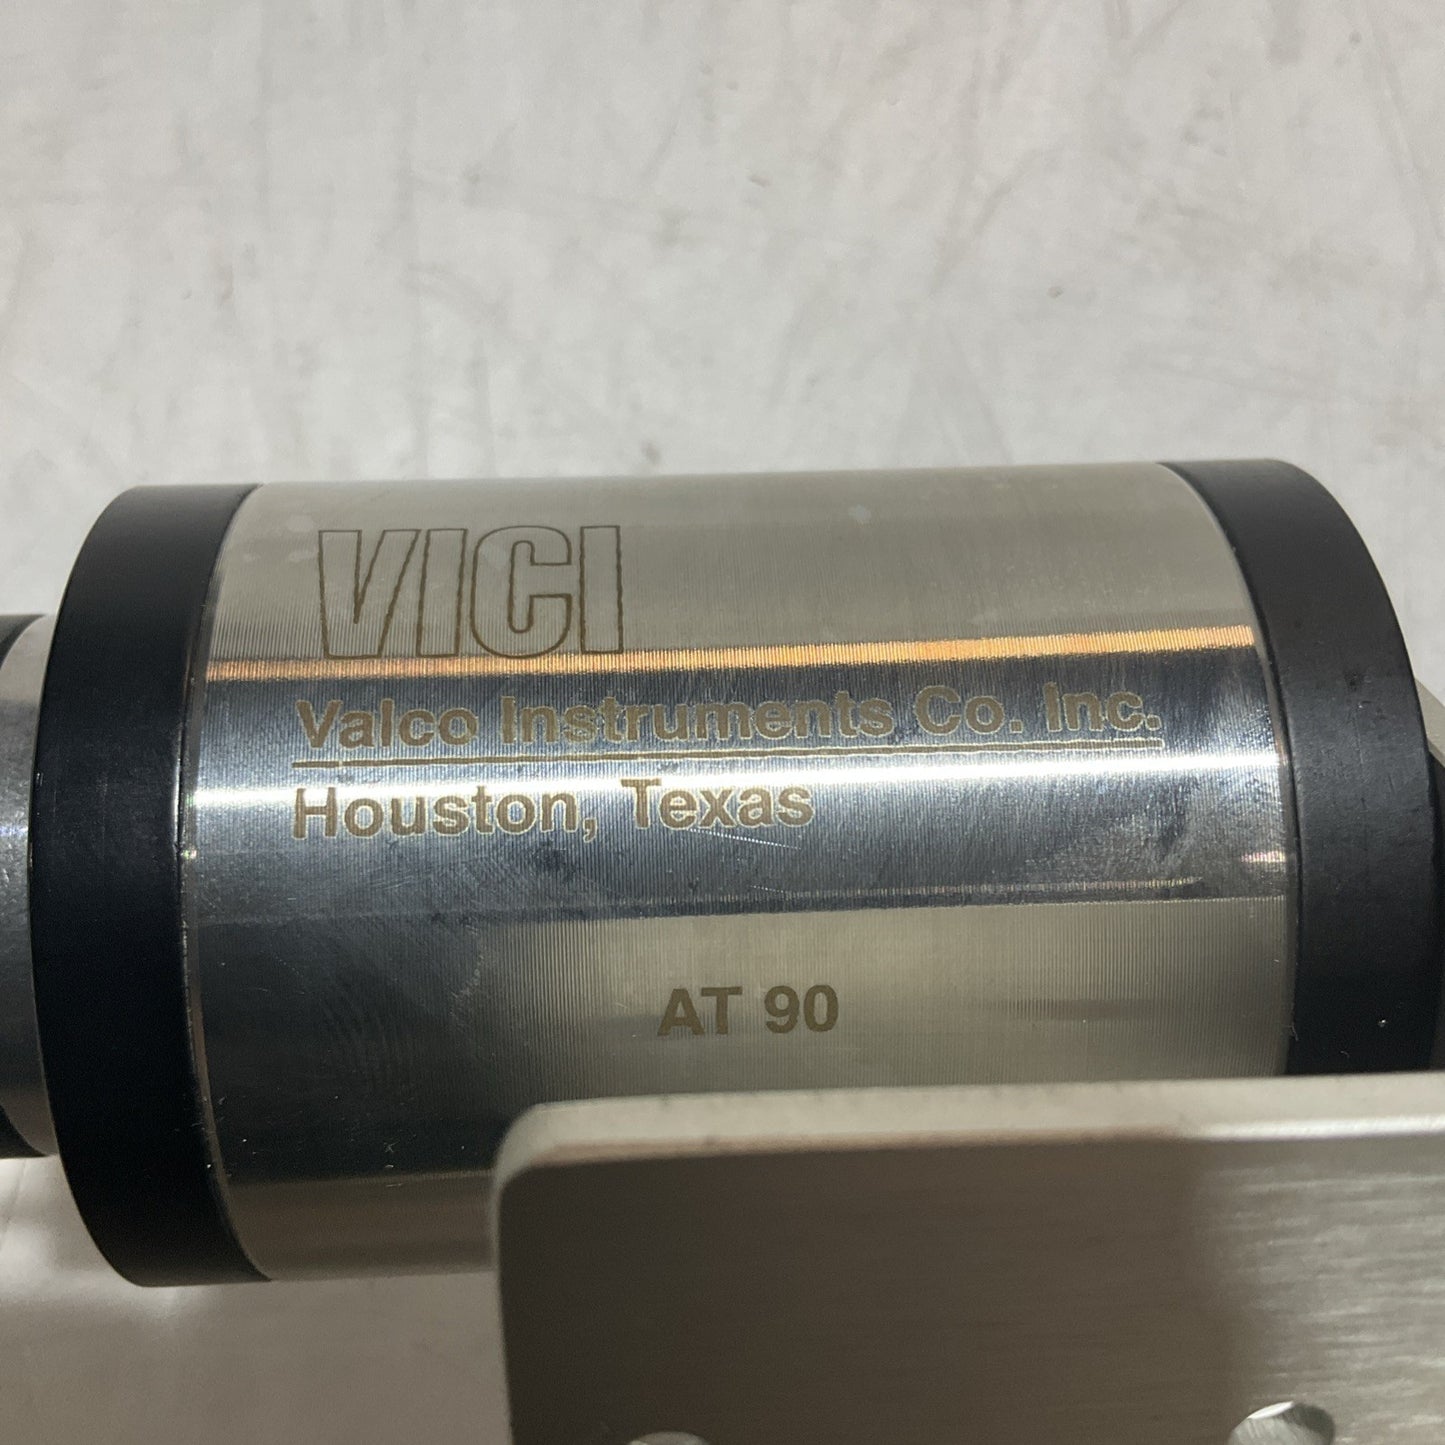 VICI
Valco Instruments Co. Inc.
Houston, Texas
AT 90